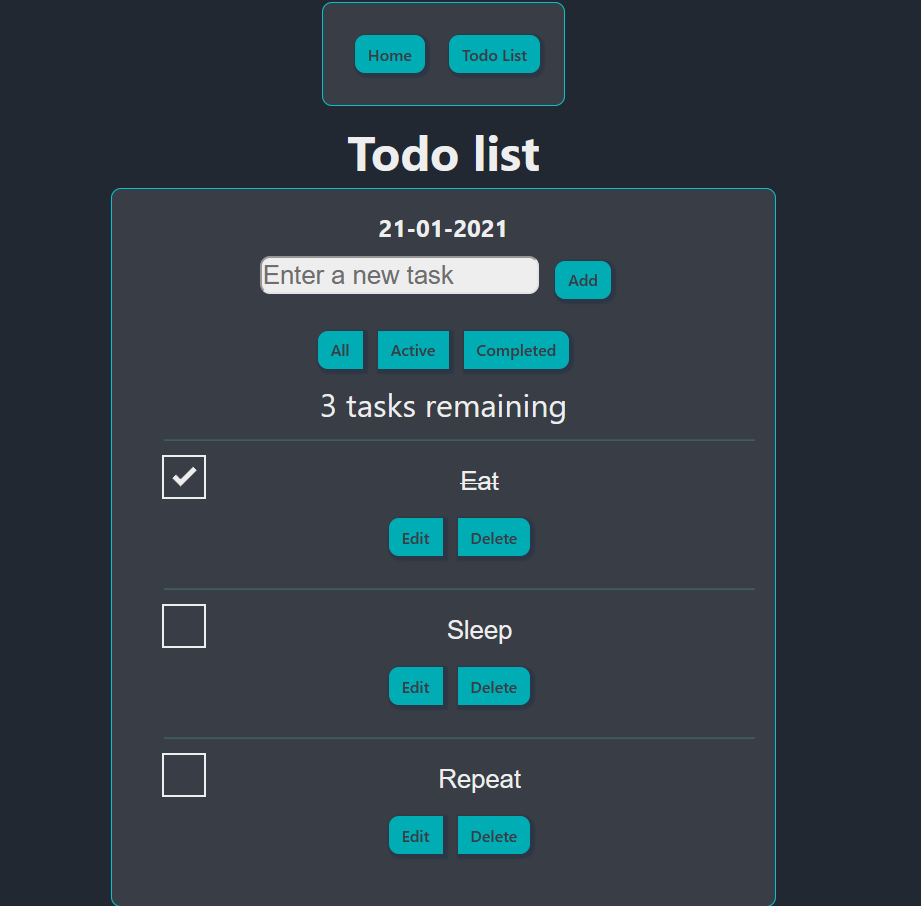 Home Todo List
Todo list
21-01-2021
Enter a new task Add
All Active Completed
3 tasks remaining
Eat
Edit Delete
Sleep
Edit Delete
Repeat
Edit Delete